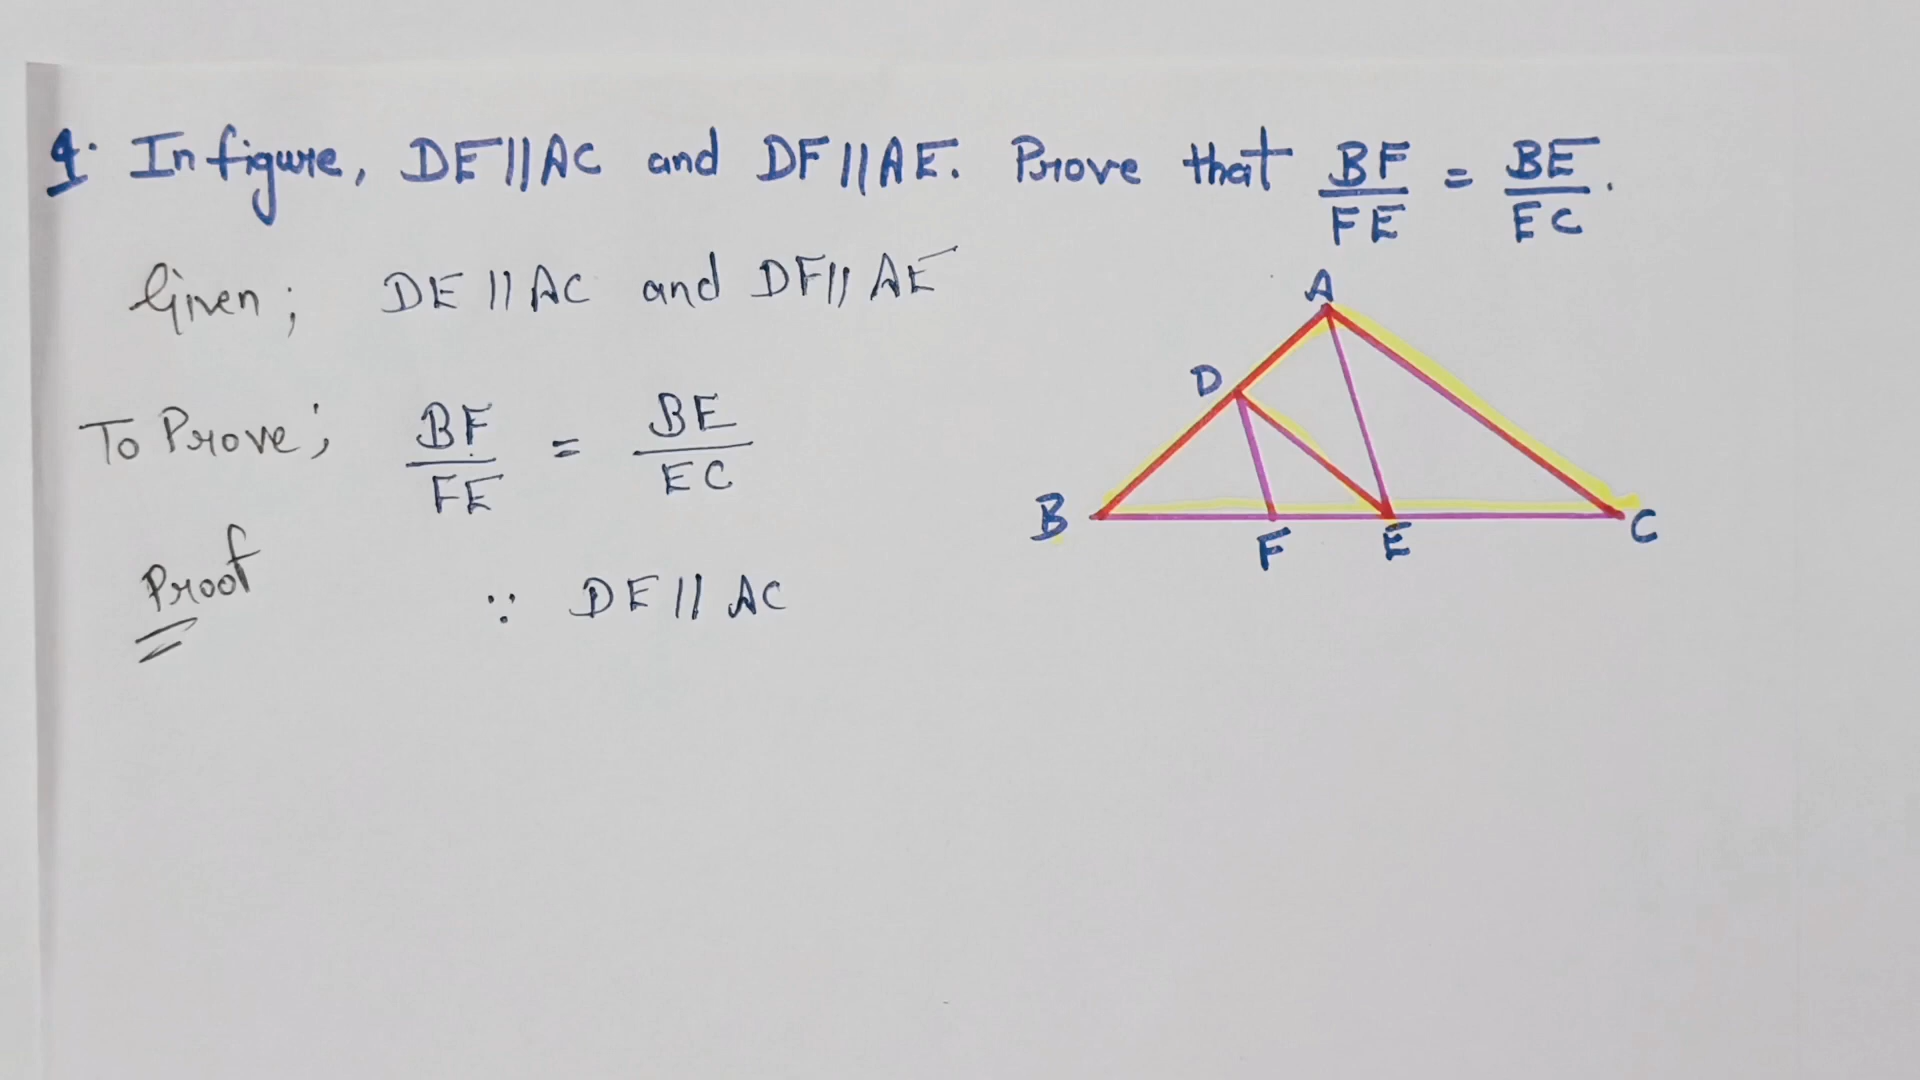 Q. In figure, DE||AC and DF||AE. Prove that BF/FE = BE/EC.
Given; DE || AC and DF|| AE
To Prove; BF/FE = BE/EC
Proof ∵ DE || AC
A
D
B
F
E
C